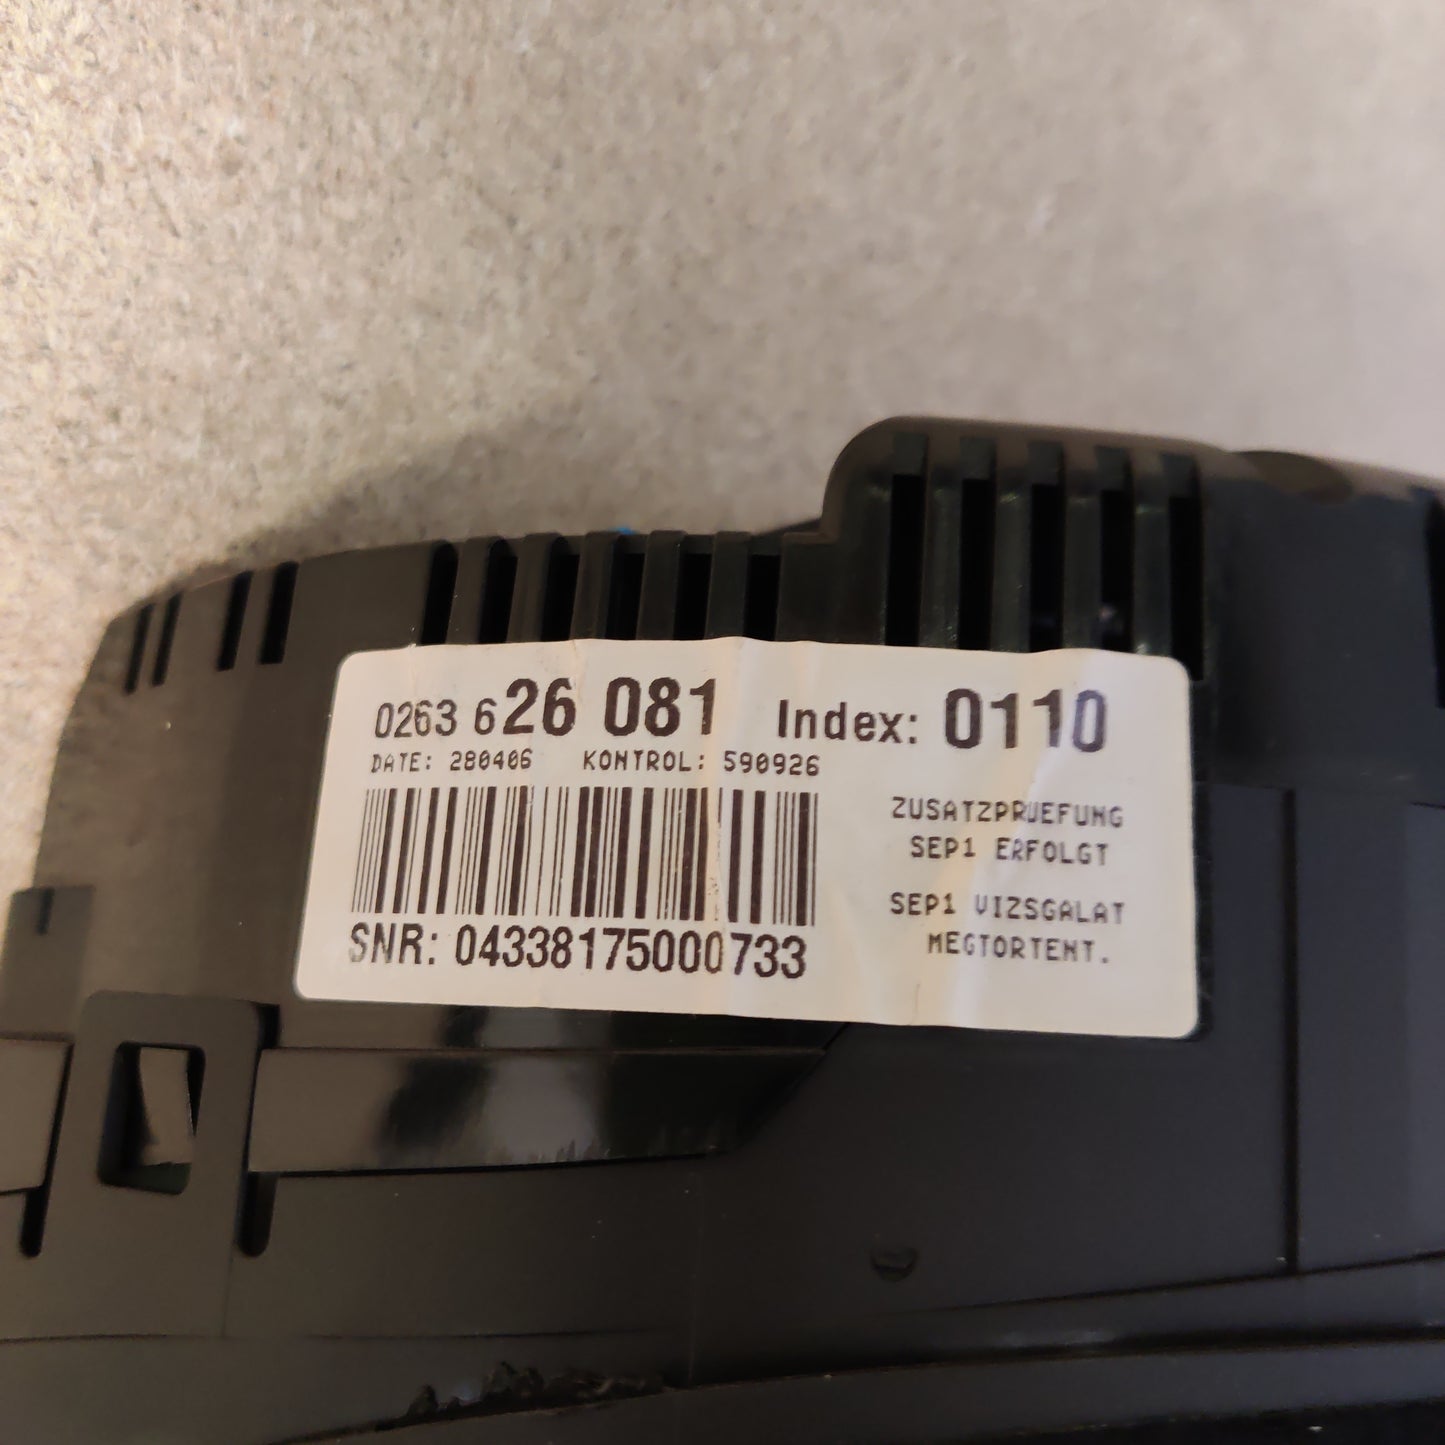 0263 626 081 Index: 0110
DATE: 280406 KONTROL: 590926
ZUSATZPRUEFUNG
SEP1 ERFOLGT
SEP1 VIZSGALAT
MEGTORTENT.
SNR: 04338175000733